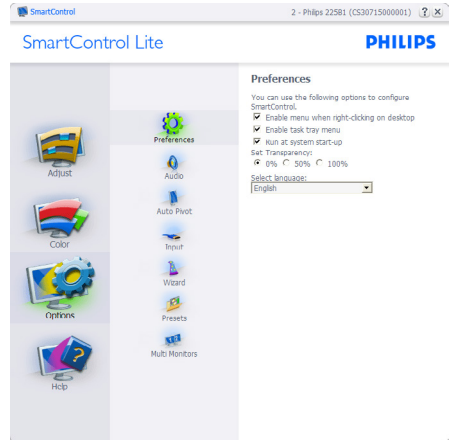 SmartControl
2 - Philips 225B1 (CS30715000001)
SmartControl Lite
PHILIPS
Adjust
Color
Options
Help
Preferences
Audio
Auto Pivot
Input
Wizard
Presets
Multi Monitors
Preferences
You can use the following options to configure
SmartControl.
Enable menu when right-clicking on desktop
Enable task tray menu
Run at system start-up
Set Transparency:
0% 50% 100%
Select language:
English